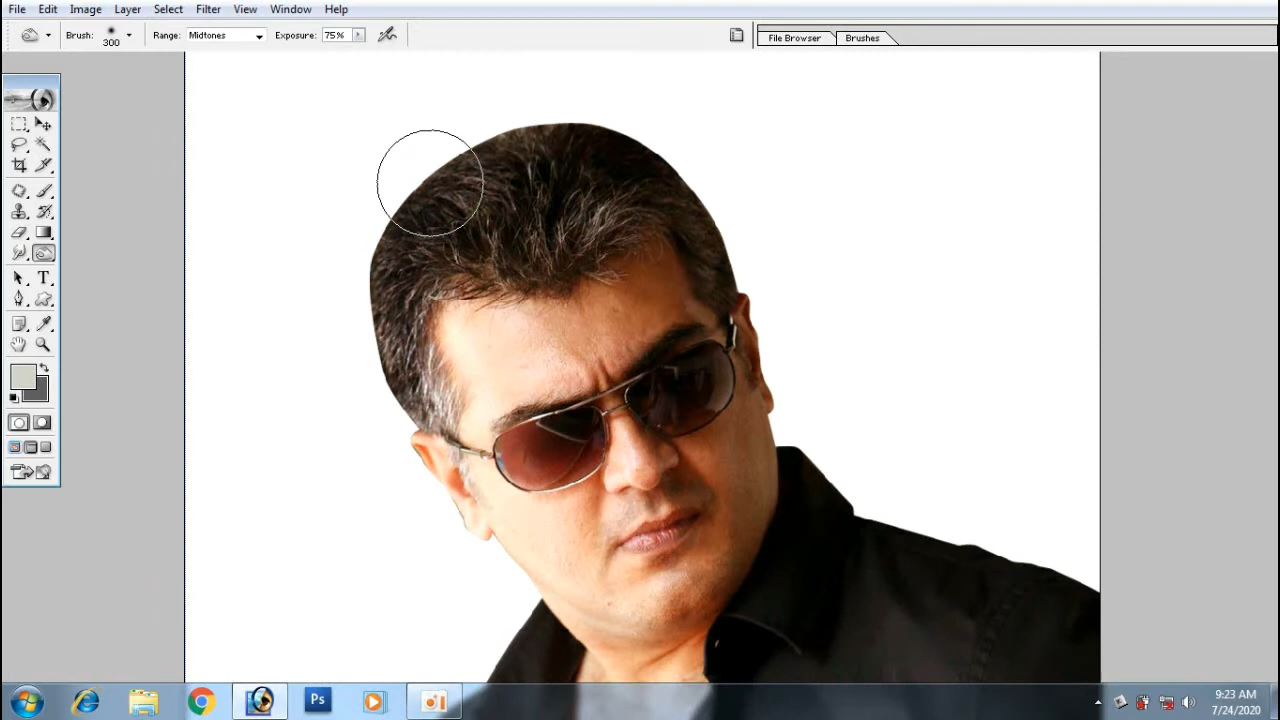 File Edit Image Layer Select Filter View Window Help
Brush: 300 Range: Midtones Exposure: 75% File Browser Brushes
T
Ps
9:23 AM
7/24/2020